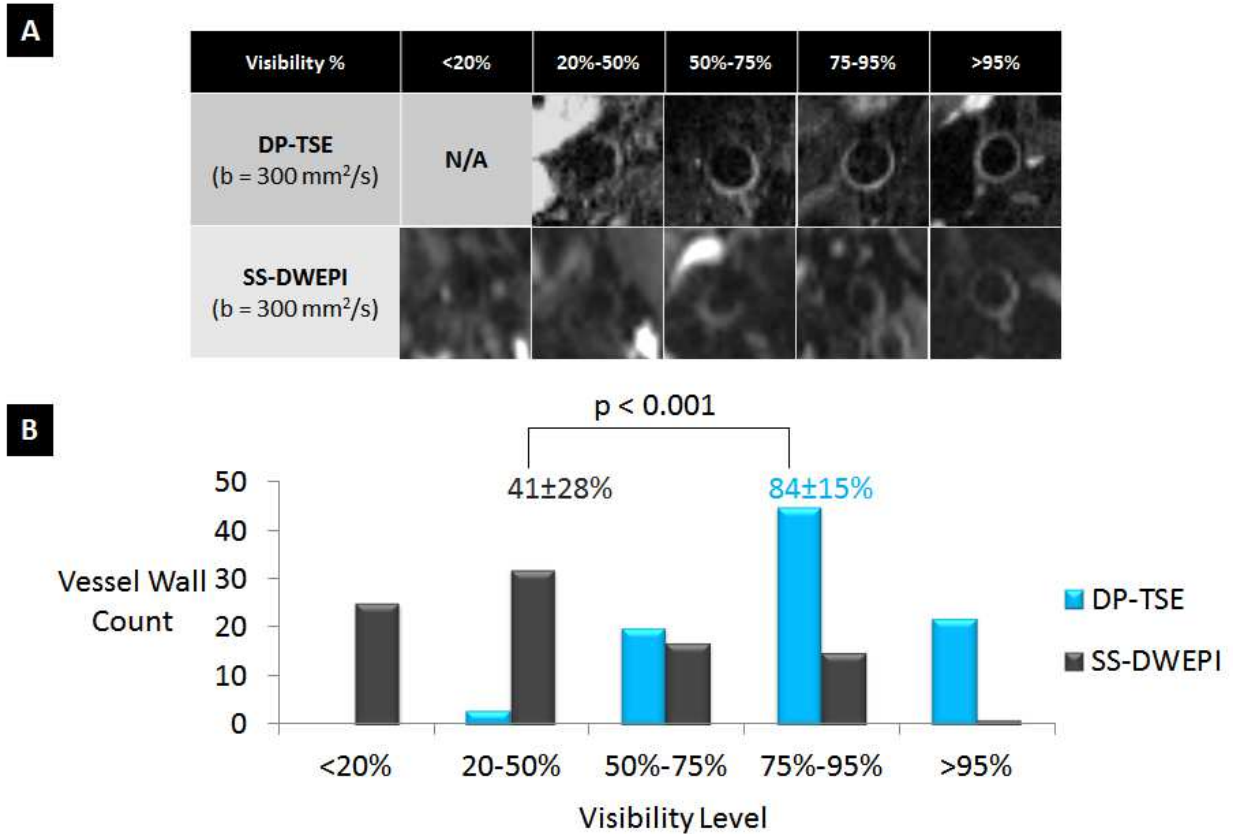 A
Visibility % <20% 20%-50% 50%-75% 75-95% >95%
DP-TSE
(b = 300 mm²/s)
N/A
SS-DWEPI
(b = 300 mm²/s)
B
p < 0.001
41±28% 84±15%
50
40
30
20
10
0
Vessel Wall
Count
DP-TSE
SS-DWEPI
<20% 20-50% 50%-75% 75%-95% >95%
Visibility Level